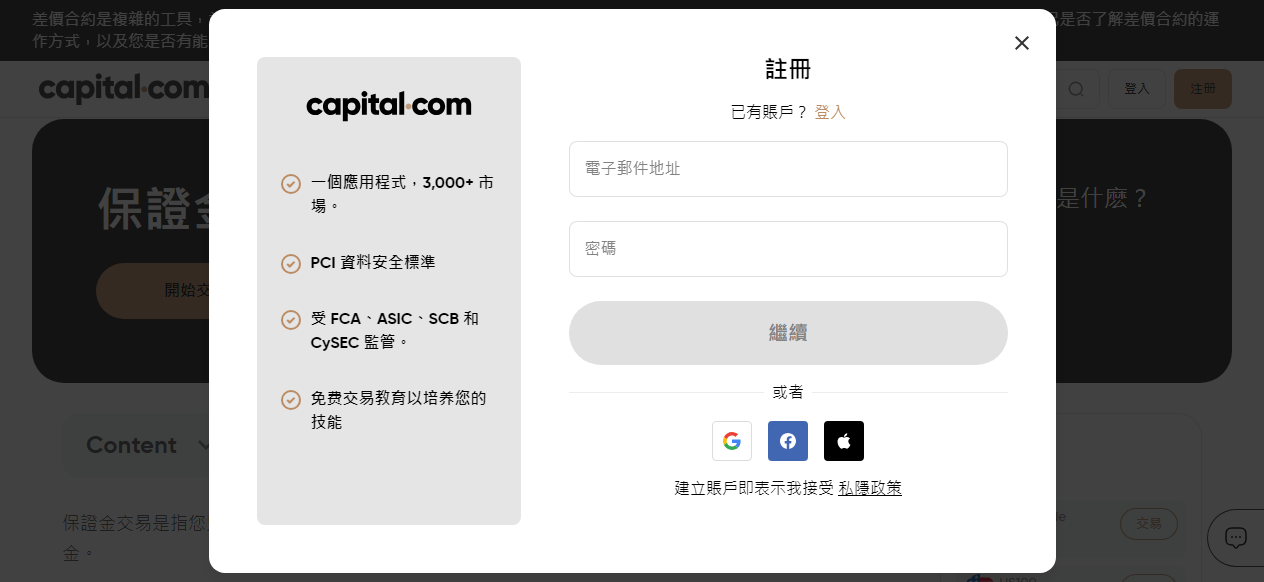 差價合約是複雜的工具，
是否了解差價合約的運
作方式，以及您是否有能
capital.com
登入
注冊
保證金
是什麽？
開始交
Content
保證金交易是指您
金。
交易
US100
capital.com
一個應用程式，3,000+ 市
場。
PCI 資料安全標準
受 FCA、ASIC、SCB 和
CySEC 監管。
免费交易教育以培养您的
技能
註冊
已有賬戶？ 登入
電子郵件地址
密碼
繼續
或者
建立賬戶即表示我接受 私隱政策